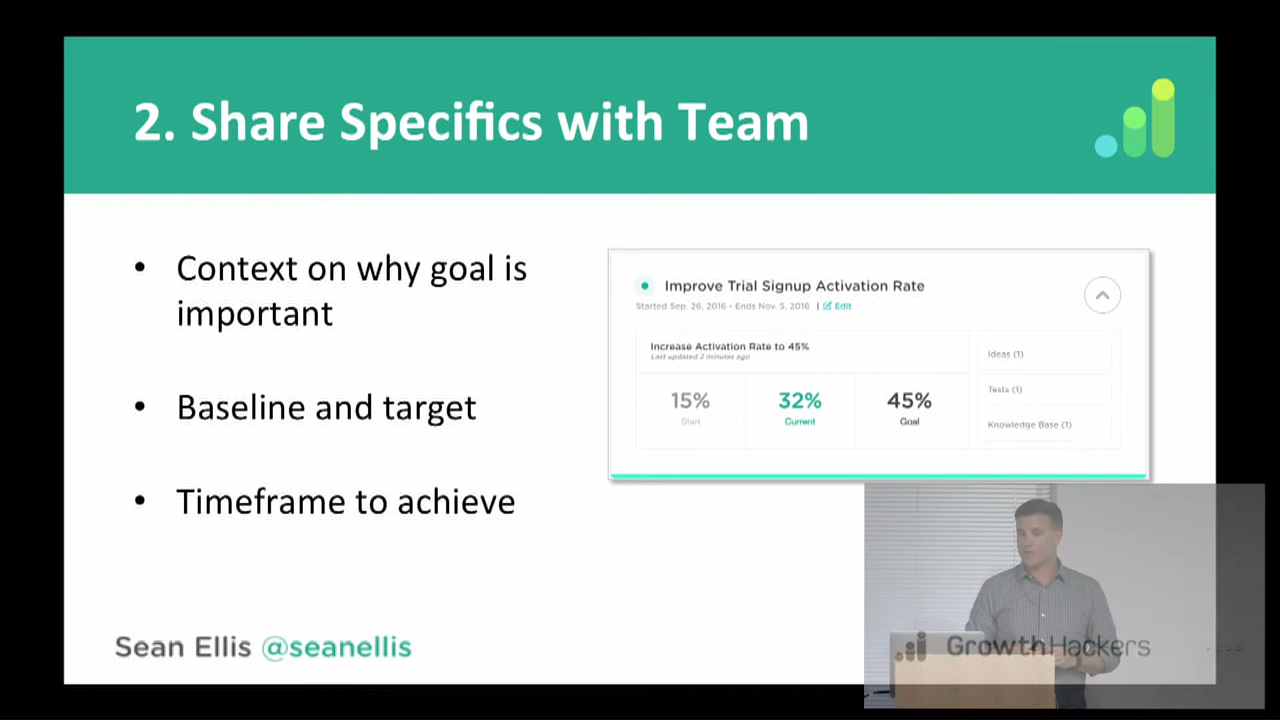 2. Share Specifics with Team
• Context on why goal is
important
• Baseline and target
• Timeframe to achieve
Improve Trial Signup Activation Rate
Started Sep. 26, 2016 - Ends Nov. 5, 2016 | Edit
Increase Activation Rate to 45%
Last updated 2 minutes ago
15%
Start
32%
Current
45%
Goal
Ideas (1)
Tests (1)
Knowledge Base (1)
Sean Ellis @seanellis
GrowthHackers